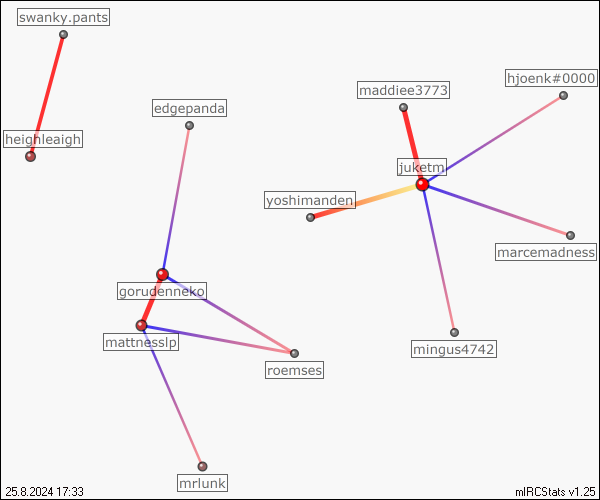 swanky.pants
hjoenk#0000
maddiee3773
edgepanda
heighleaigh
juketm
yoshimanden
marcemadness
gorudenneko
mattnesslp
mingus4742
roemses
mrlunk
25.8.2024 17:33
mIRCStats v1.25